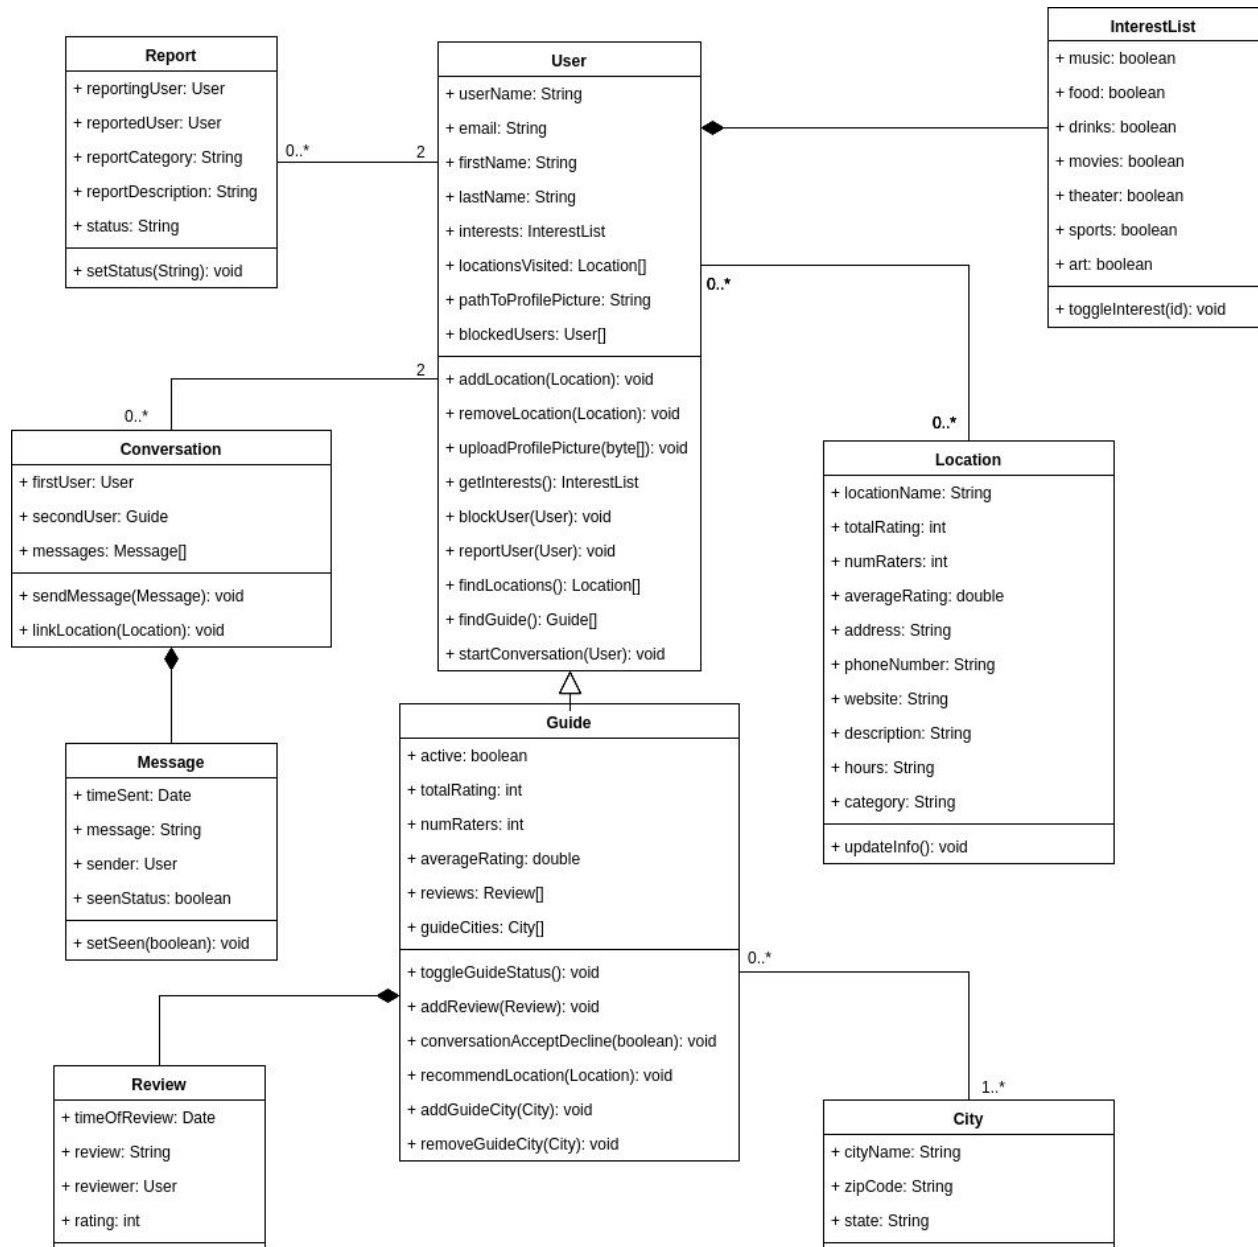 Report
+ reportingUser: User
+ reportedUser: User
+ reportCategory: String
+ reportDescription: String
+ status: String
+ setStatus(String): void
0..*
2
User
+ userName: String
+ email: String
+ firstName: String
+ lastName: String
+ interests: InterestList
+ locationsVisited: Location[]
+ pathToProfilePicture: String
+ blockedUsers: User[]
+ addLocation(Location): void
+ removeLocation(Location): void
+ uploadProfilePicture(byte[]): void
+ getInterests(): InterestList
+ blockUser(User): void
+ reportUser(User): void
+ findLocations(): Location[]
+ findGuide(): Guide[]
+ startConversation(User): void
InterestList
+ music: boolean
+ food: boolean
+ drinks: boolean
+ movies: boolean
+ theater: boolean
+ sports: boolean
+ art: boolean
+ toggleInterest(id): void
0..*
0..*
2
0..*
Conversation
+ firstUser: User
+ secondUser: Guide
+ messages: Message[]
+ sendMessage(Message): void
+ linkLocation(Location): void
Location
+ locationName: String
+ totalRating: int
+ numRaters: int
+ averageRating: double
+ address: String
+ phoneNumber: String
+ website: String
+ description: String
+ hours: String
+ category: String
+ updateInfo(): void
Message
+ timeSent: Date
+ message: String
+ sender: User
+ seenStatus: boolean
+ setSeen(boolean): void
Guide
+ active: boolean
+ totalRating: int
+ numRaters: int
+ averageRating: double
+ reviews: Review[]
+ guideCities: City[]
+ toggleGuideStatus(): void
+ addReview(Review): void
+ conversationAcceptDecline(boolean): void
+ recommendLocation(Location): void
+ addGuideCity(City): void
+ removeGuideCity(City): void
0..*
1..*
Review
+ timeOfReview: Date
+ review: String
+ reviewer: User
+ rating: int
City
+ cityName: String
+ zipCode: String
+ state: String